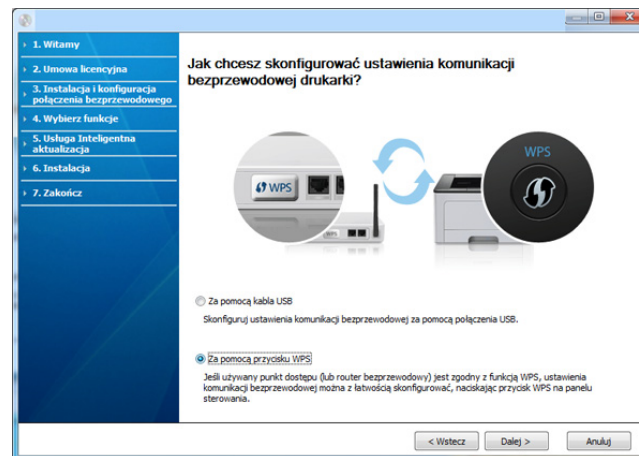 1. Witamy
2. Umowa licencyjna
3. Instalacja i konfiguracja
połączenia bezprzewodowego
4. Wybierz funkcje
5. Usługa Inteligentna
aktualizacja
6. Instalacja
7. Zakończ
Jak chcesz skonfigurować ustawienia komunikacji
bezprzewodowej drukarki?
WPS
WPS
WPS
Za pomocą kabla USB
Skonfiguruj ustawienia komunikacji bezprzewodowej za pomocą połączenia USB.
Za pomocą przycisku WPS
Jeśli używany punkt dostępu (lub router bezprzewodowy) jest zgodny z funkcją WPS, ustawienia
komunikacji bezprzewodowej można z łatwością skonfigurować, naciskając przycisk WPS na panelu
sterowania.
< Wstecz
Dalej >
Anuluj